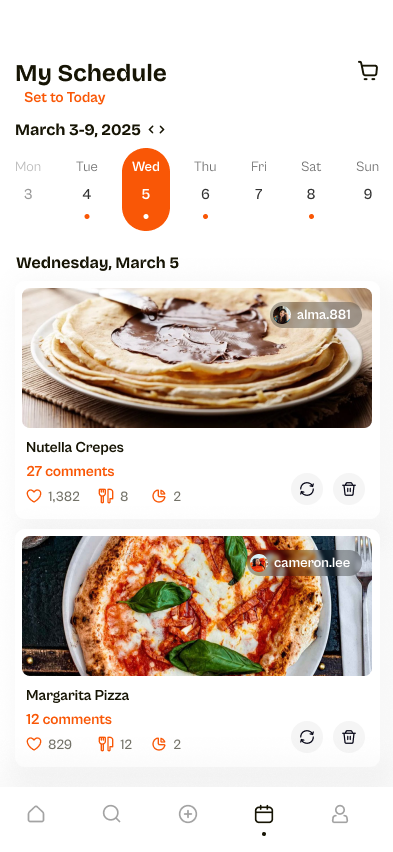 My Schedule
Set to Today
March 3-9, 2025
Mon Tue Wed Thu Fri Sat Sun
3 4 5 6 7 8 9
Wednesday, March 5
alma.881
Nutella Crepes
27 comments
1,382 8 2
cameron.lee
Margarita Pizza
12 comments
829 12 2